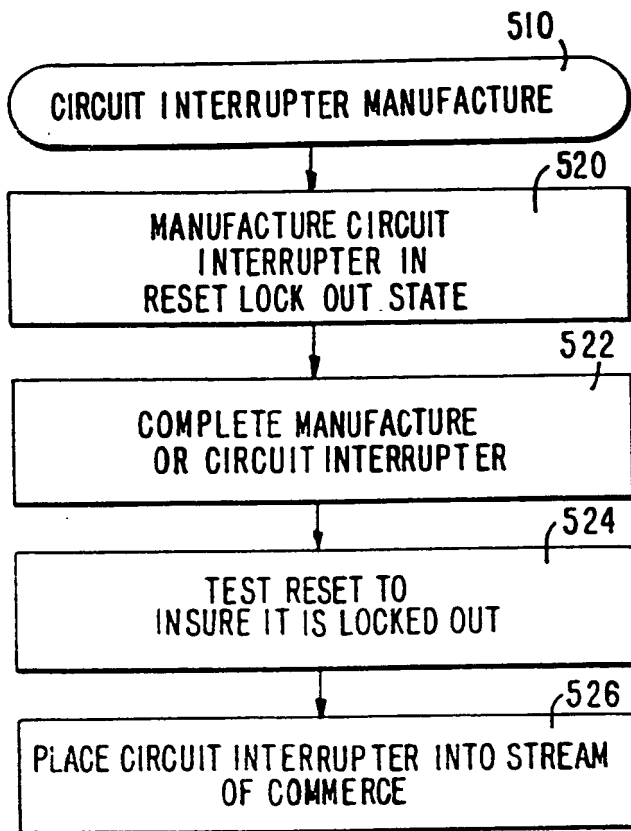 510
CIRCUIT INTERRUPTER MANUFACTURE
520
MANUFACTURE CIRCUIT
INTERRUPTER IN
RESET LOCK OUT STATE
522
COMPLETE MANUFACTURE
OR CIRCUIT INTERRUPTER
524
TEST RESET TO
INSURE IT IS LOCKED OUT
526
PLACE CIRCUIT INTERRUPTER INTO STREAM
OF COMMERCE